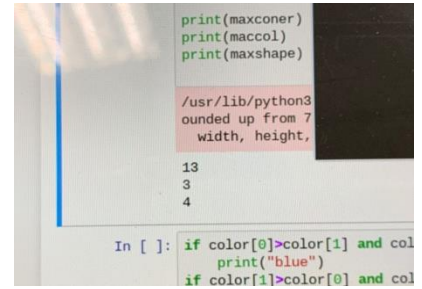 print(maxconer)
print(maccol)
print(maxshape)
/usr/lib/python3
ounded up from 7
width, height,
13
3
4
In [ ]: if color[0]>color[1] and col
print("blue")
if color[1]>color[0] and col